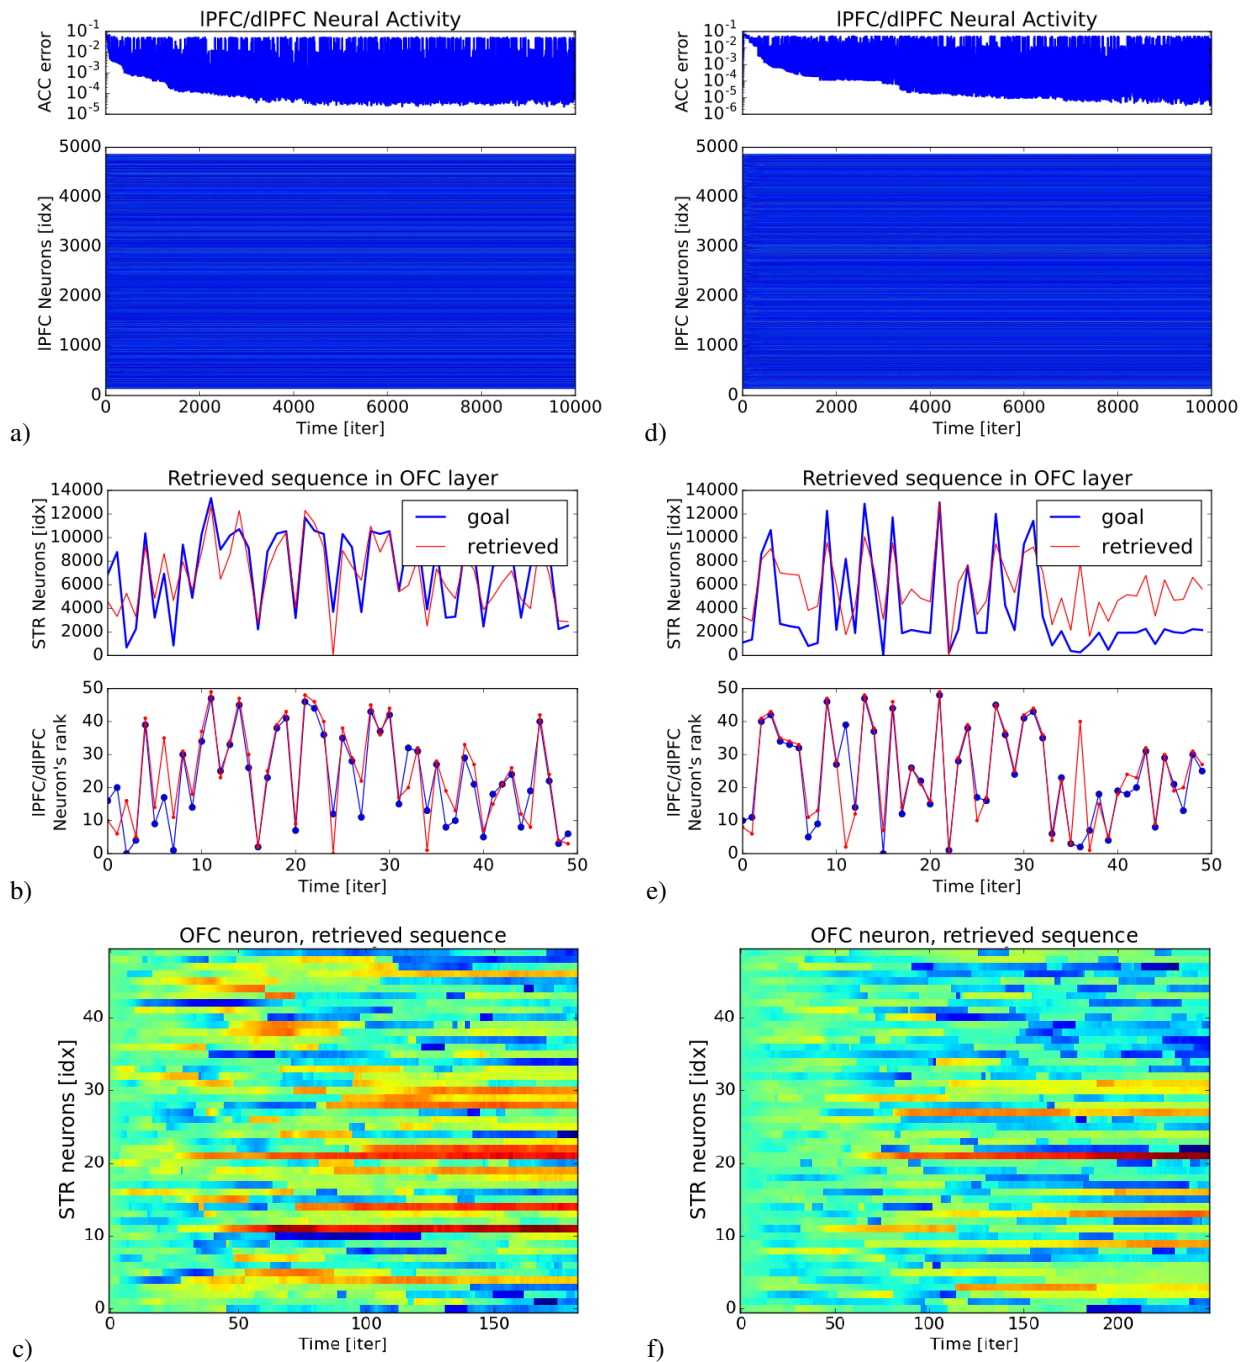 lPFC/dlPFC Neural Activity
ACC error
10⁻¹
10⁻²
10⁻³
10⁻⁴
10⁻⁵
lPFC Neurons [idx]
5000
4000
3000
2000
1000
0
0 2000 4000 6000 8000 10000
Time [iter]
a)
lPFC/dlPFC Neural Activity
ACC error
10⁻¹
10⁻²
10⁻³
10⁻⁴
10⁻⁵
10⁻⁶
lPFC Neurons [idx]
5000
4000
3000
2000
1000
0
0 2000 4000 6000 8000 10000
Time [iter]
d)
Retrieved sequence in OFC layer
STR Neurons [idx]
14000
12000
10000
8000
6000
4000
2000
0
goal
retrieved
lPFC/dlPFC
Neuron's rank
50
40
30
20
10
0
0 10 20 30 40 50
Time [iter]
b)
Retrieved sequence in OFC layer
STR Neurons [idx]
14000
12000
10000
8000
6000
4000
2000
0
goal
retrieved
lPFC/dlPFC
Neuron's rank
50
40
30
20
10
0
0 10 20 30 40 50
Time [iter]
e)
OFC neuron, retrieved sequence
STR neurons [idx]
40
30
20
10
0
0 50 100 150
Time [iter]
c)
OFC neuron, retrieved sequence
STR neurons [idx]
40
30
20
10
0
0 50 100 150 200
Time [iter]
f)